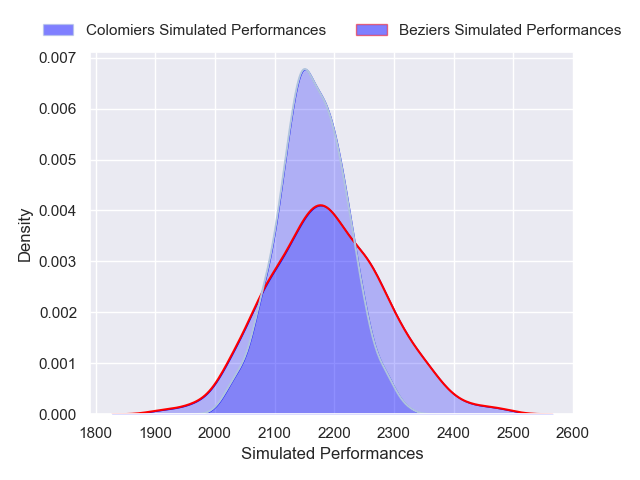 Colomiers Simulated Performances
Beziers Simulated Performances
0.007
0.006
0.005
0.004
0.003
0.002
0.001
0.000
Density
1800 1900 2000 2100 2200 2300 2400 2500 2600
Simulated Performances